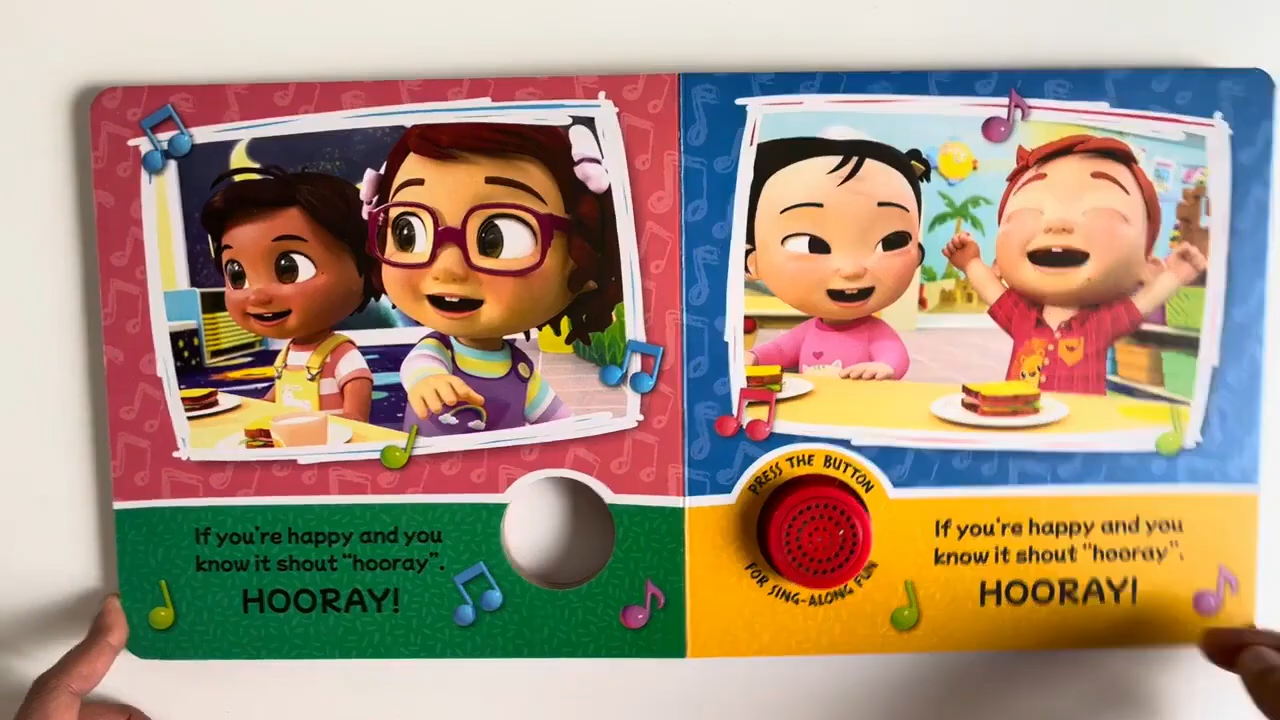 If you're happy and you
know it shout "hooray".
HOORAY!
PRESS THE BUTTON
FOR SING-ALONG FUN
If you're happy and you
know it shout "hooray".
HOORAY!